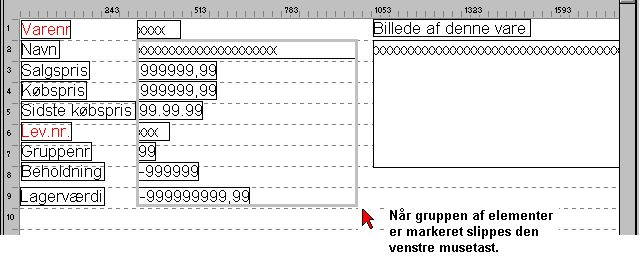 243 513 783 1053 1323 1593
1 Varenr xxxx Billede af denne vare
2 Navn xxxxxxxxxxxxxxxxxxxx xxxxxxxxxxxxxxxxxxxxxxxxxxxxxxxxxxx
3 Salgspris 999999,99
4 Købspris 999999,99
5 Sidste købspris 99.99.99
6 Lev.nr. xxx
7 Gruppenr 99
8 Beholdning -999999
9 Lagerværdi -999999999,99
10
Når gruppen af elementer
er markeret slippes den
venstre musetast.